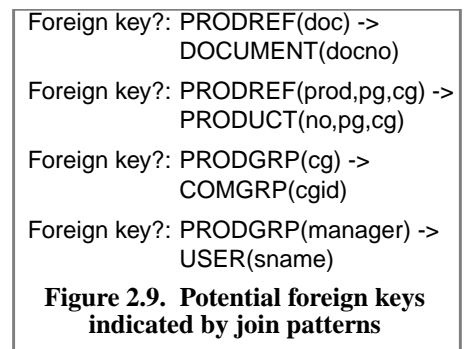 Foreign key?: PRODREF(doc) ->
DOCUMENT(docno)
Foreign key?: PRODREF(prod,pg,cg) ->
PRODUCT(no,pg,cg)
Foreign key?: PRODGRP(cg) ->
COMGRP(cgid)
Foreign key?: PRODGRP(manager) ->
USER(sname)
Figure 2.9. Potential foreign keys
indicated by join patterns